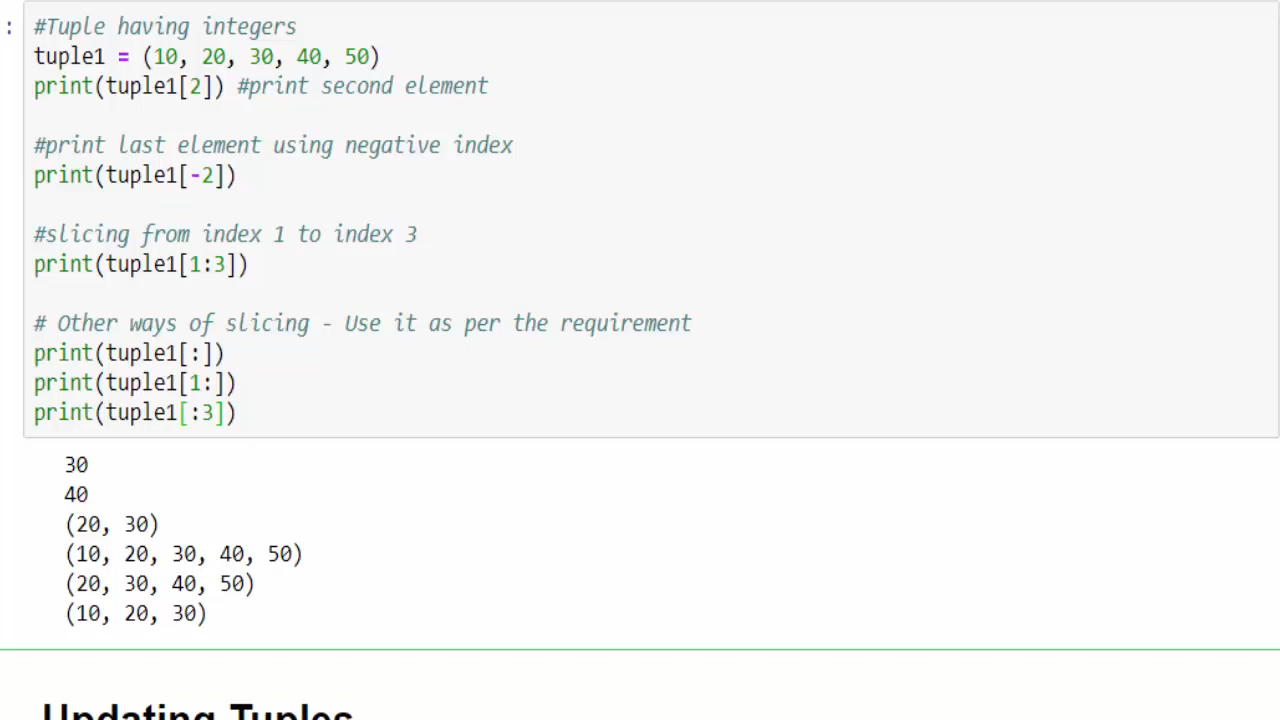 :
#Tuple having integers
tuple1 = (10, 20, 30, 40, 50)
print(tuple1[2]) #print second element
#print last element using negative index
print(tuple1[-2])
#slicing from index 1 to index 3
print(tuple1[1:3])
# Other ways of slicing - Use it as per the requirement
print(tuple1[:])
print(tuple1[1:])
print(tuple1[:3])
30
40
(20, 30)
(10, 20, 30, 40, 50)
(20, 30, 40, 50)
(10, 20, 30)
Updating Tuples